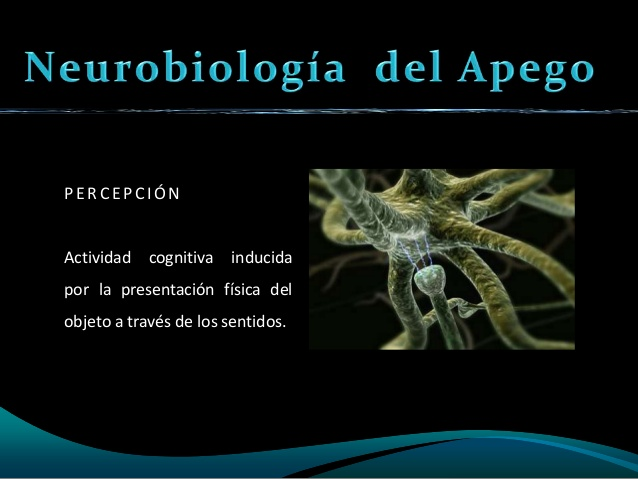 Neurobiología del Apego
PERCEPCIÓN
Actividad cognitiva inducida
por la presentación física del
objeto a través de los sentidos.